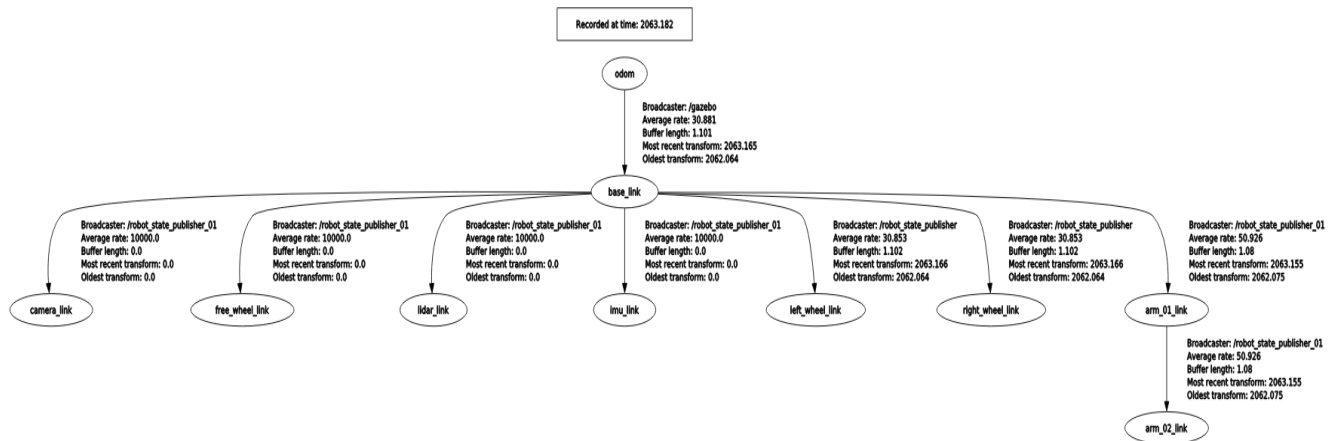 Recorded at time: 2063.182
odom
Broadcaster: /gazebo
Average rate: 30.881
Buffer length: 1.101
Most recent transform: 2063.165
Oldest transform: 2062.064
base_link
Broadcaster: /robot_state_publisher_01
Average rate: 10000.0
Buffer length: 0.0
Most recent transform: 0.0
Oldest transform: 0.0
Broadcaster: /robot_state_publisher_01
Average rate: 10000.0
Buffer length: 0.0
Most recent transform: 0.0
Oldest transform: 0.0
Broadcaster: /robot_state_publisher_01
Average rate: 10000.0
Buffer length: 0.0
Most recent transform: 0.0
Oldest transform: 0.0
Broadcaster: /robot_state_publisher_01
Average rate: 10000.0
Buffer length: 0.0
Most recent transform: 0.0
Oldest transform: 0.0
Broadcaster: /robot_state_publisher
Average rate: 30.853
Buffer length: 1.102
Most recent transform: 2063.166
Oldest transform: 2062.064
Broadcaster: /robot_state_publisher
Average rate: 30.853
Buffer length: 1.102
Most recent transform: 2063.166
Oldest transform: 2062.064
Broadcaster: /robot_state_publisher_01
Average rate: 50.926
Buffer length: 1.08
Most recent transform: 2063.155
Oldest transform: 2062.075
camera_link
free_wheel_link
lidar_link
imu_link
left_wheel_link
right_wheel_link
arm_01_link
Broadcaster: /robot_state_publisher_01
Average rate: 50.926
Buffer length: 1.08
Most recent transform: 2063.155
Oldest transform: 2062.075
arm_02_link